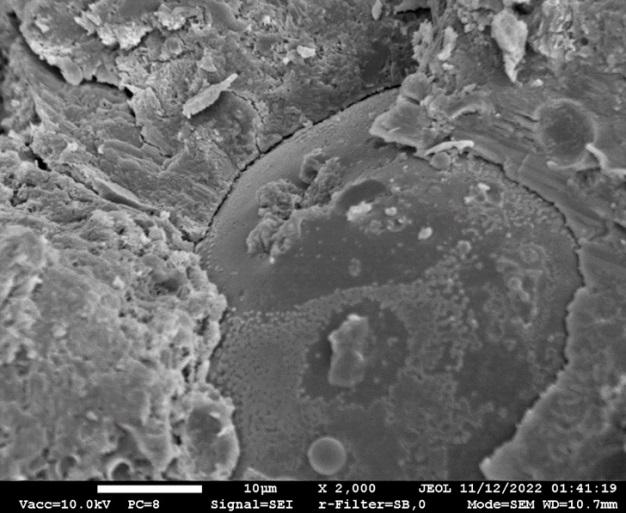 10μm X 2,000 JEOL 11/12/2022 01:41:19
Vacc=10.0kV PC=8 Signal=SEI r-Filter=SB,0 Mode=SEM WD=10.7mm